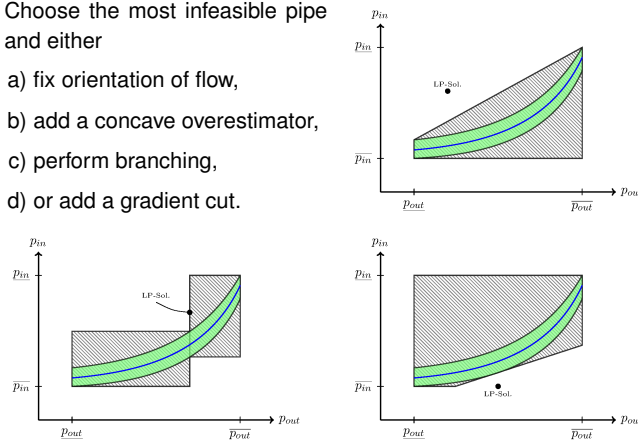 Choose the most infeasible pipe
and either
a) fix orientation of flow,
b) add a concave overestimator,
c) perform branching,
d) or add a gradient cut.
p_in
p_in
LP-Sol.
p_in
p_out
p_out
p_ou
p_in
p_in
LP-Sol.
p_in
p_out
p_out
p_out
p_in
p_in
LP-Sol.
p_in
p_out
p_out
p_ou